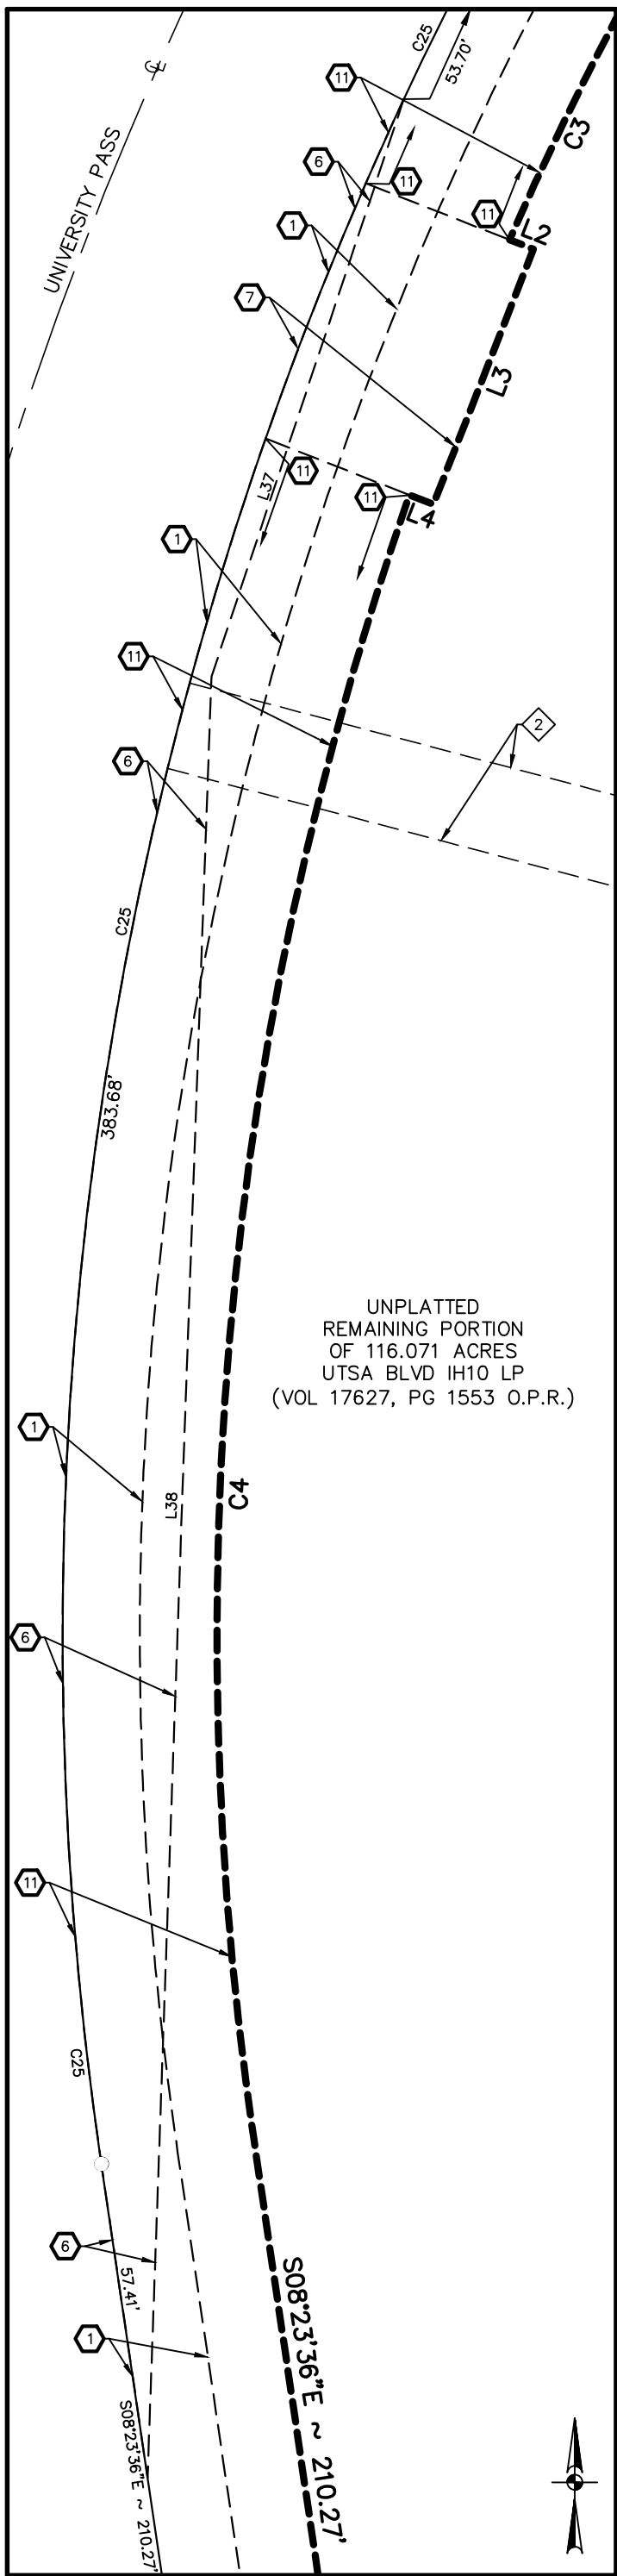 C25
53.70'
℄
11
C3
UNIVERSITY PASS
6
11
11
L2
1
7
L3
11
L37
11
L4
1
11
2
6
C25
383.68'
UNPLATTED
REMAINING PORTION
OF 116.071 ACRES
UTSA BLVD IH10 LP
(VOL 17627, PG 1553 O.P.R.)
1
L38
C4
6
11
C25
6
57.41'
S08°23'36"E ~ 210.27'
1
S08°23'36"E ~ 210.27'